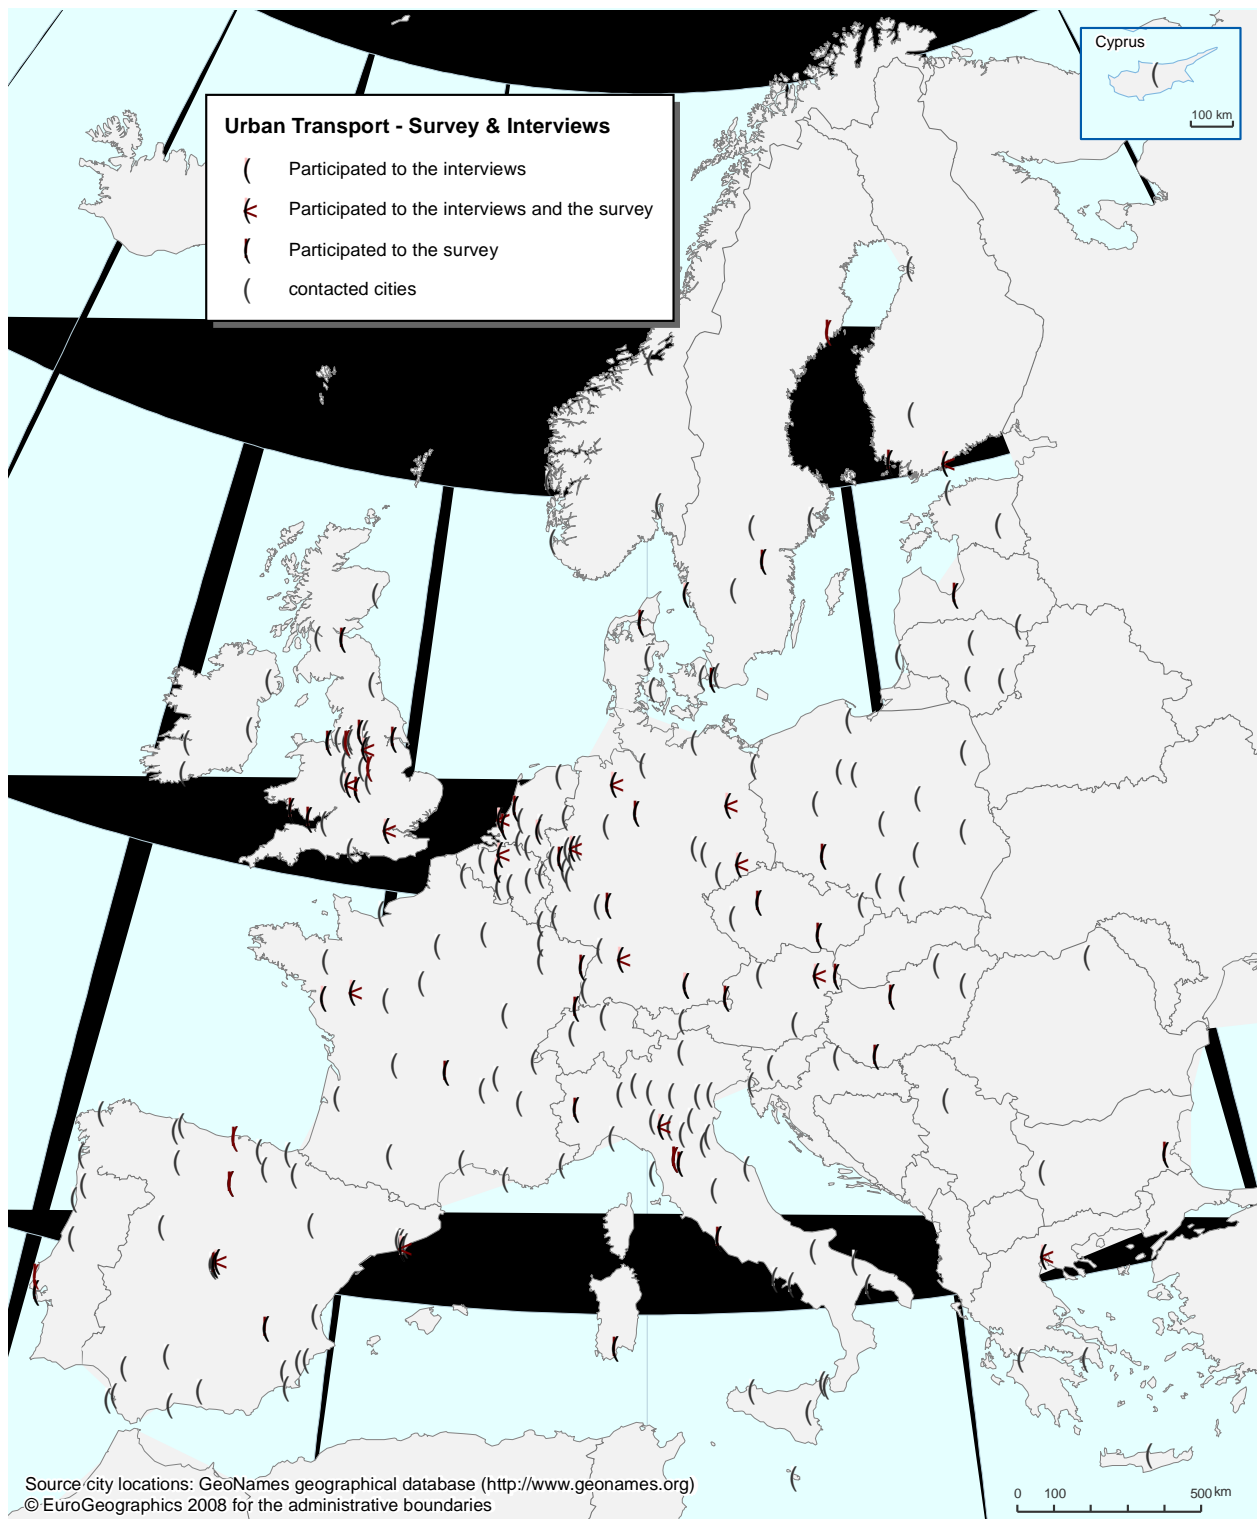 Cyprus
100 km
Urban Transport - Survey & Interviews
Participated to the interviews
Participated to the interviews and the survey
Participated to the survey
contacted cities
Source city locations: GeoNames geographical database (http://www.geonames.org)
© EuroGeographics 2008 for the administrative boundaries
0 100 500 km